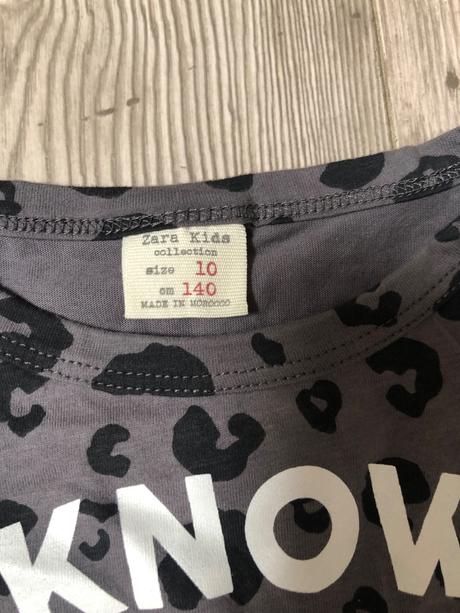 Zara Kids
collection
size 10
cm 140
MADE IN MOROCCO
KNOW